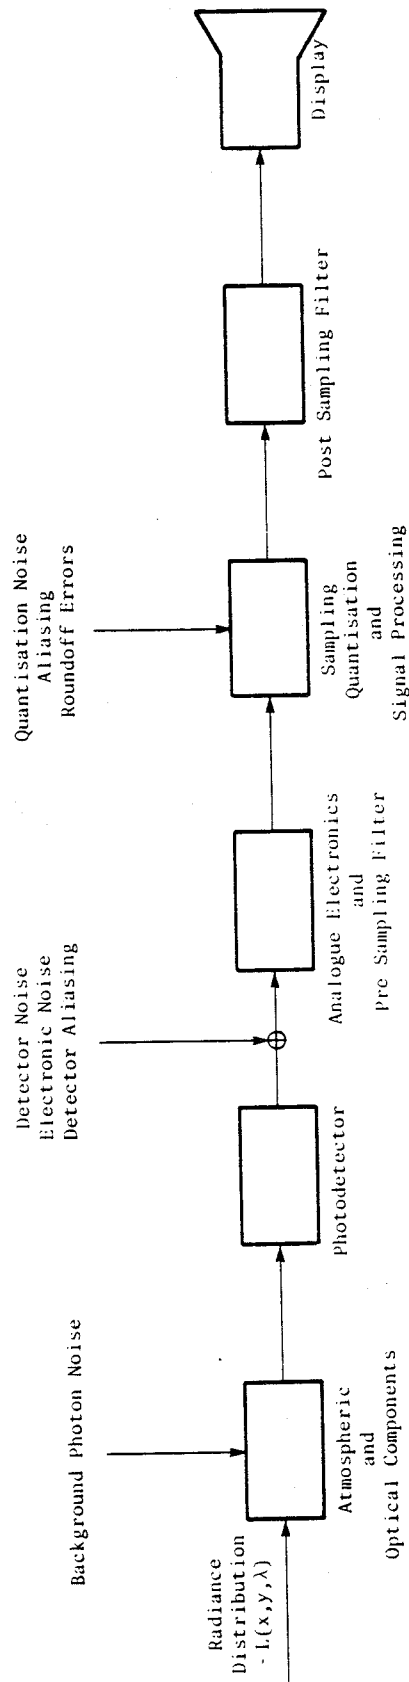 Radiance
Distribution
- L(x,y,λ)
Background Photon Noise
Atmospheric
and
Optical Components
Photodetector
Detector Noise
Electronic Noise
Detector Aliasing
Analogue Electronics
and
Pre Sampling Filter
Quantisation Noise
Aliasing
Roundoff Errors
Sampling
Quantisation
and
Signal Processing
Post Sampling Filter
Display